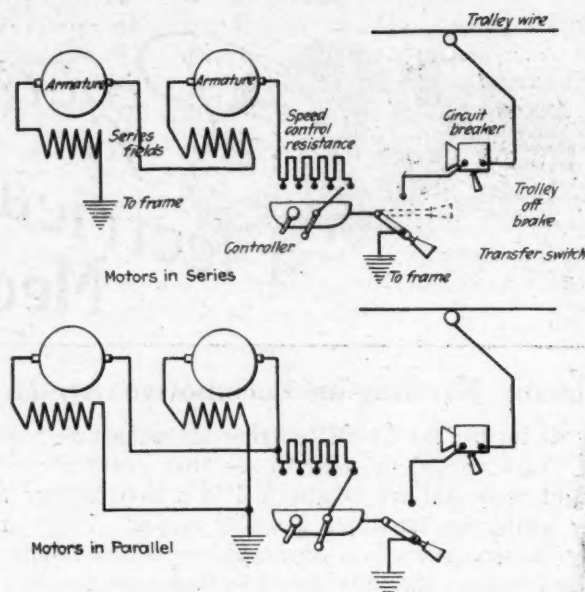 Trolley wire
Armature
Armature
Series
fields
Speed
control
resistance
Circuit
breaker
Trolley
off
brake
To frame
Controller
Transfer switch
To frame
Motors in Series
Motors in Parallel